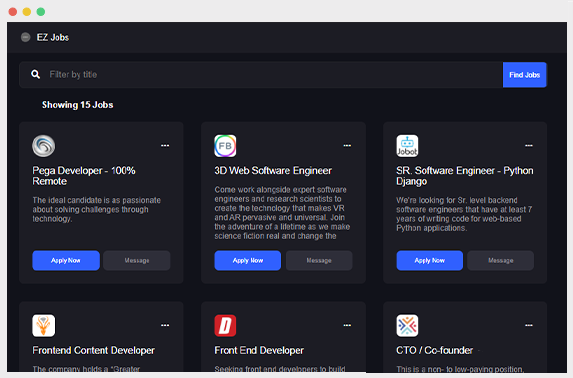 EZ Jobs
Filter by title
Find Jobs
Showing 15 Jobs
Pega Developer - 100%
Remote
The ideal candidate is as passionate
about solving challenges through
technology.
Apply Now
Message
FB
3D Web Software Engineer
Come work alongside expert software
engineers and research scientists to
create the technology that makes VR
and AR pervasive and universal. Join
the adventure of a lifetime as we make
science fiction real and change the
Apply Now
Message
Jobot
SR. Software Engineer - Python
Django
We're looking for Sr. level backend
software engineers that have at least 7
years of writing code for web-based
Python applications.
Apply Now
Message
Frontend Content Developer
The company holds a "Greater
Front End Developer
Seeking front end developers to build
CTO / Co-founder
This is a non- to low-paying position,